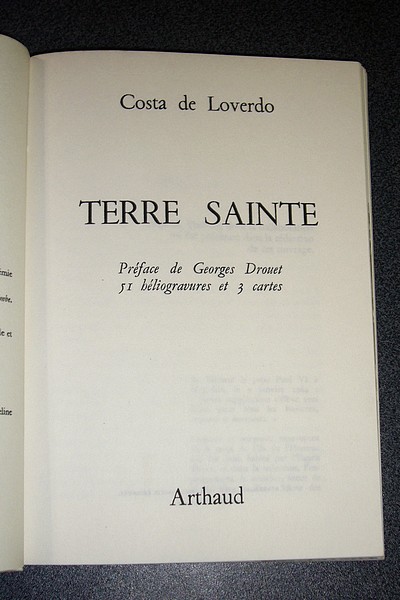 Costa de Loverdo
TERRE SAINTE
Préface de Georges Drouet
51 héliogravures et 3 cartes
Arthaud